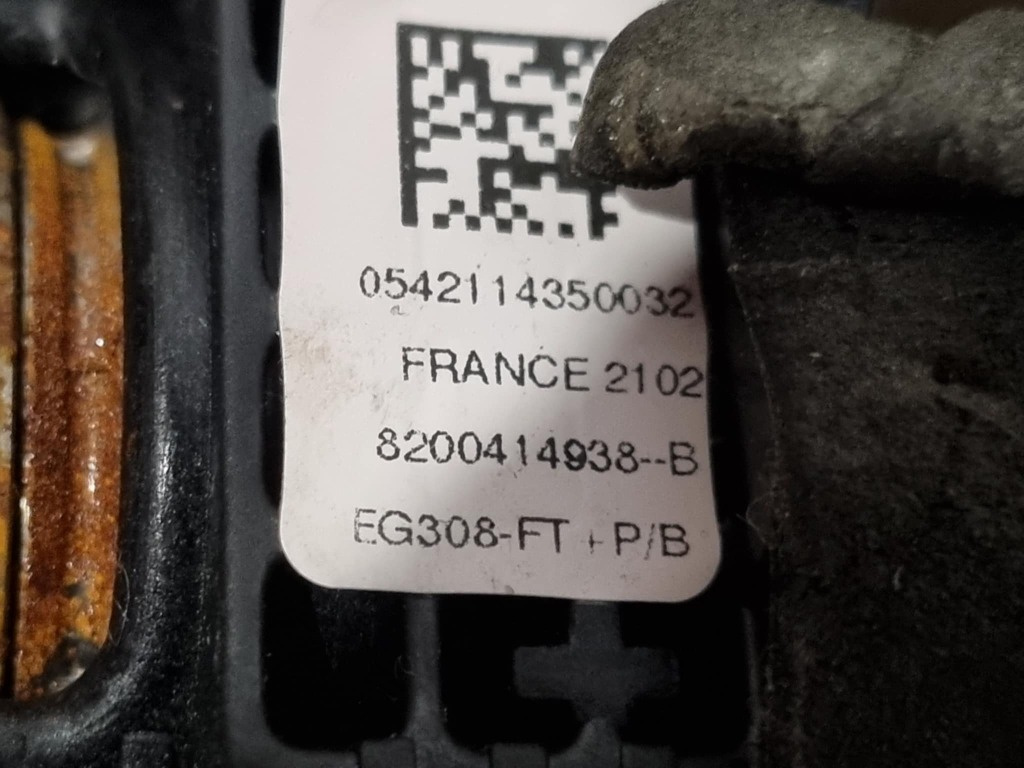 0542114350032
FRANCE 2102
8200414938--B
EG308-FT + P/B